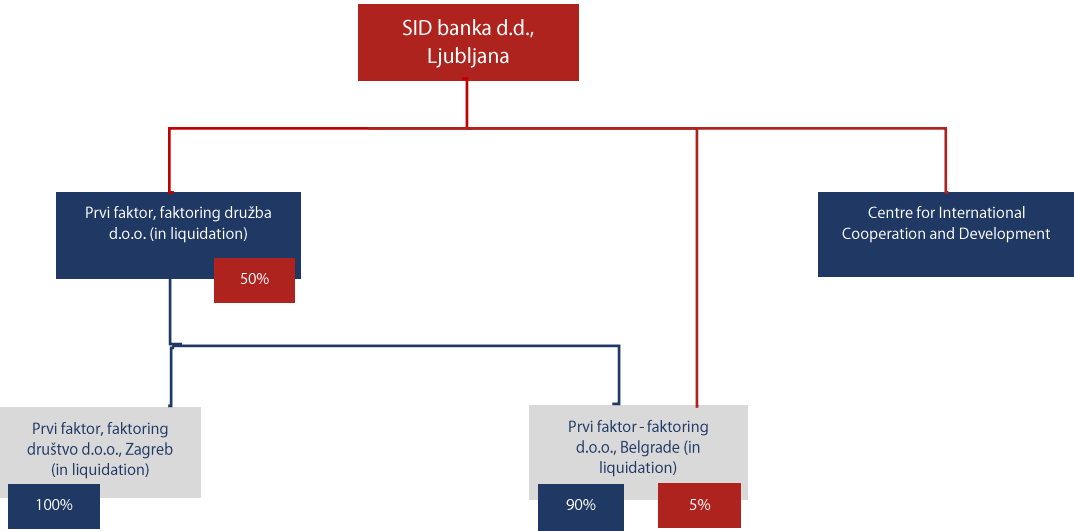 SID banka d.d.,
Ljubljana
Prvi faktor, faktoring družba
d.o.o. (in liquidation)
50%
Centre for International
Cooperation and Development
Prvi faktor, faktoring
društvo d.o.o., Zagreb
(in liquidation)
100%
Prvi faktor - faktoring
d.o.o., Belgrade (in
liquidation)
90%
5%